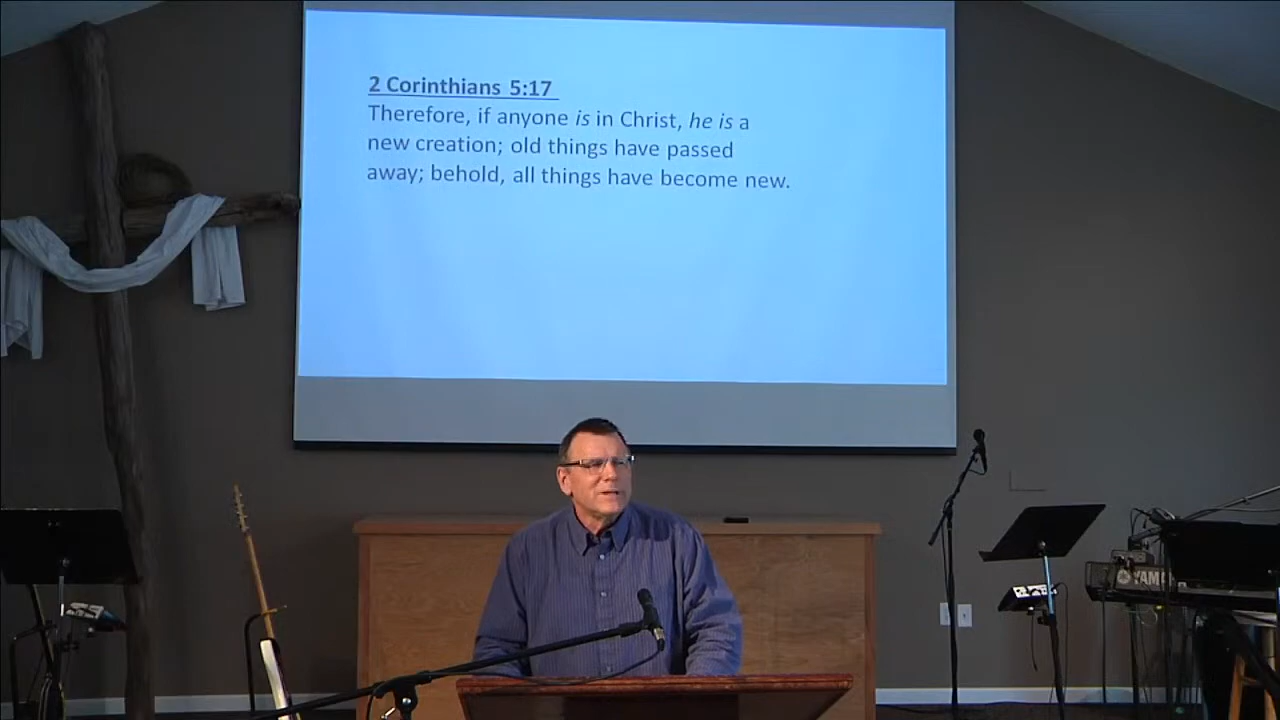 2 Corinthians 5:17
Therefore, if anyone is in Christ, he is a
new creation; old things have passed
away; behold, all things have become new.
YAM